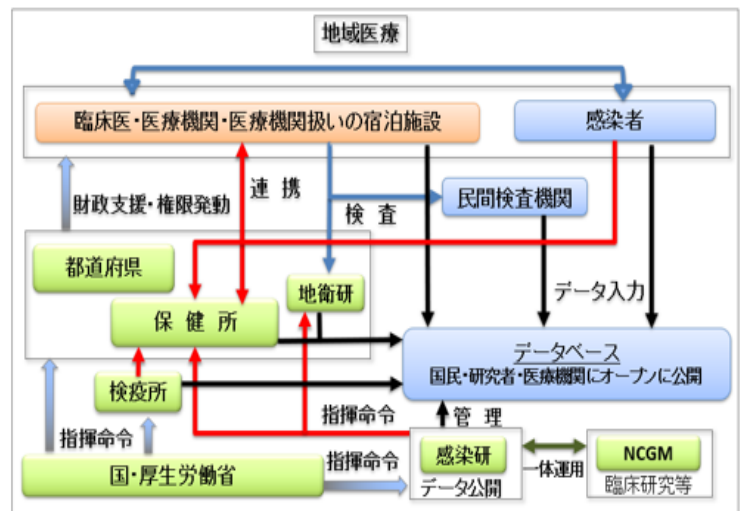 地域医療
臨床医・医療機関・医療機関扱いの宿泊施設
感染者
財政支援・権限発動
連 携
検 査
民間検査機関
都道府県
地衛研
データ入力
保 健 所
データベース
国民・研究者・医療機関にオープンに公開
検疫所
指揮命令
管 理
指揮命令
感染研
NCGM
国・厚生労働省
指揮命令
データ公開
一体運用
臨床研究等